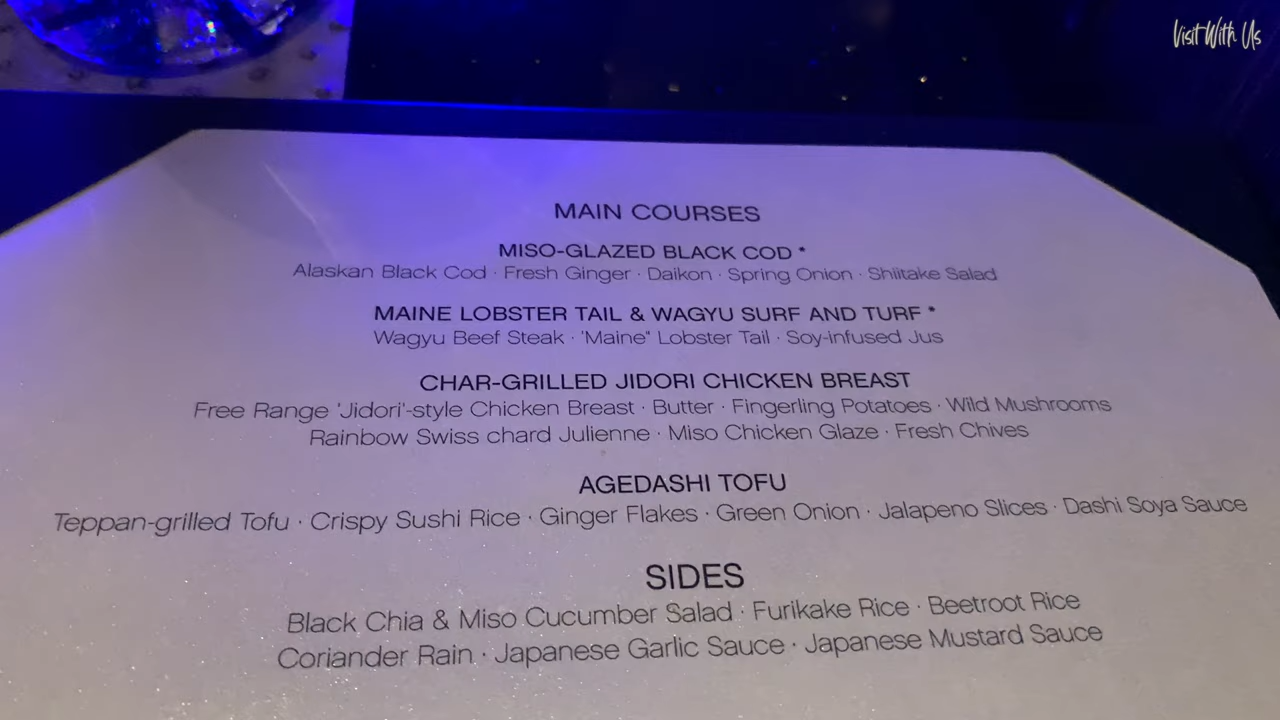 Visit With Us
MAIN COURSES
MISO-GLAZED BLACK COD *
Alaskan Black Cod · Fresh Ginger · Daikon · Spring Onion · Shiitake Salad
MAINE LOBSTER TAIL & WAGYU SURF AND TURF *
Wagyu Beef Steak · 'Maine" Lobster Tail · Soy-infused Jus
CHAR-GRILLED JIDORI CHICKEN BREAST
Free Range 'Jidori'-style Chicken Breast · Butter · Fingerling Potatoes · Wild Mushrooms
Rainbow Swiss chard Julienne · Miso Chicken Glaze · Fresh Chives
AGEDASHI TOFU
Teppan-grilled Tofu · Crispy Sushi Rice · Ginger Flakes · Green Onion · Jalapeno Slices · Dashi Soya Sauce
SIDES
Black Chia & Miso Cucumber Salad · Furikake Rice · Beetroot Rice
Coriander Rain · Japanese Garlic Sauce · Japanese Mustard Sauce